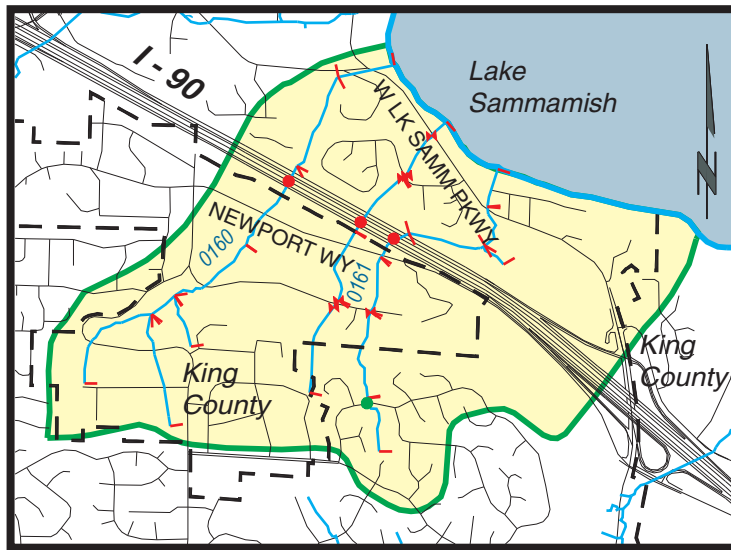 I - 90
Lake
Sammamish
W LK SAMM PKWY
N
NEWPORT WY
0160
0161
King
County
King
County